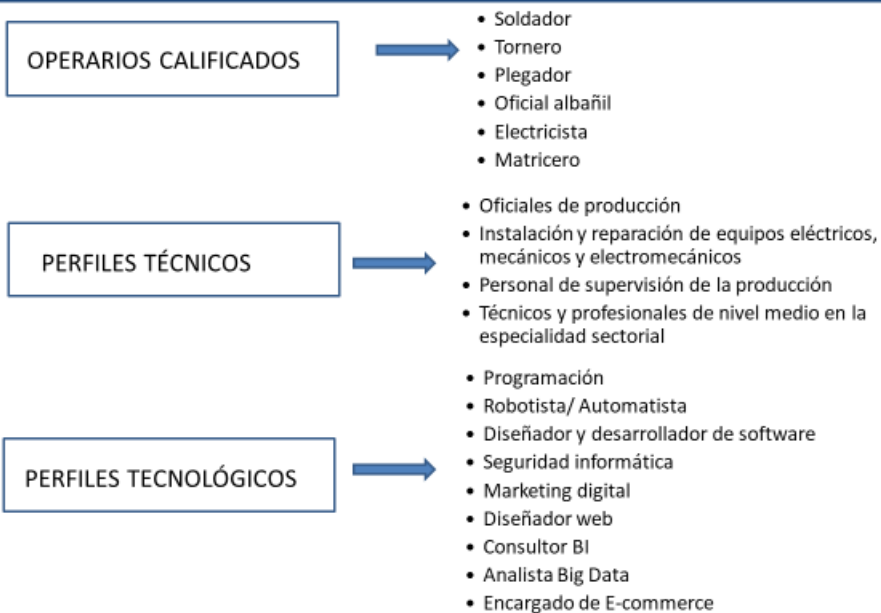 OPERARIOS CALIFICADOS
• Soldador
• Tornero
• Plegador
• Oficial albañil
• Electricista
• Matricero
PERFILES TÉCNICOS
• Oficiales de producción
• Instalación y reparación de equipos eléctricos,
mecánicos y electromecánicos
• Personal de supervisión de la producción
• Técnicos y profesionales de nivel medio en la
especialidad sectorial
PERFILES TECNOLÓGICOS
• Programación
• Robotista/ Automatista
• Diseñador y desarrollador de software
• Seguridad informática
• Marketing digital
• Diseñador web
• Consultor BI
• Analista Big Data
• Encargado de E-commerce